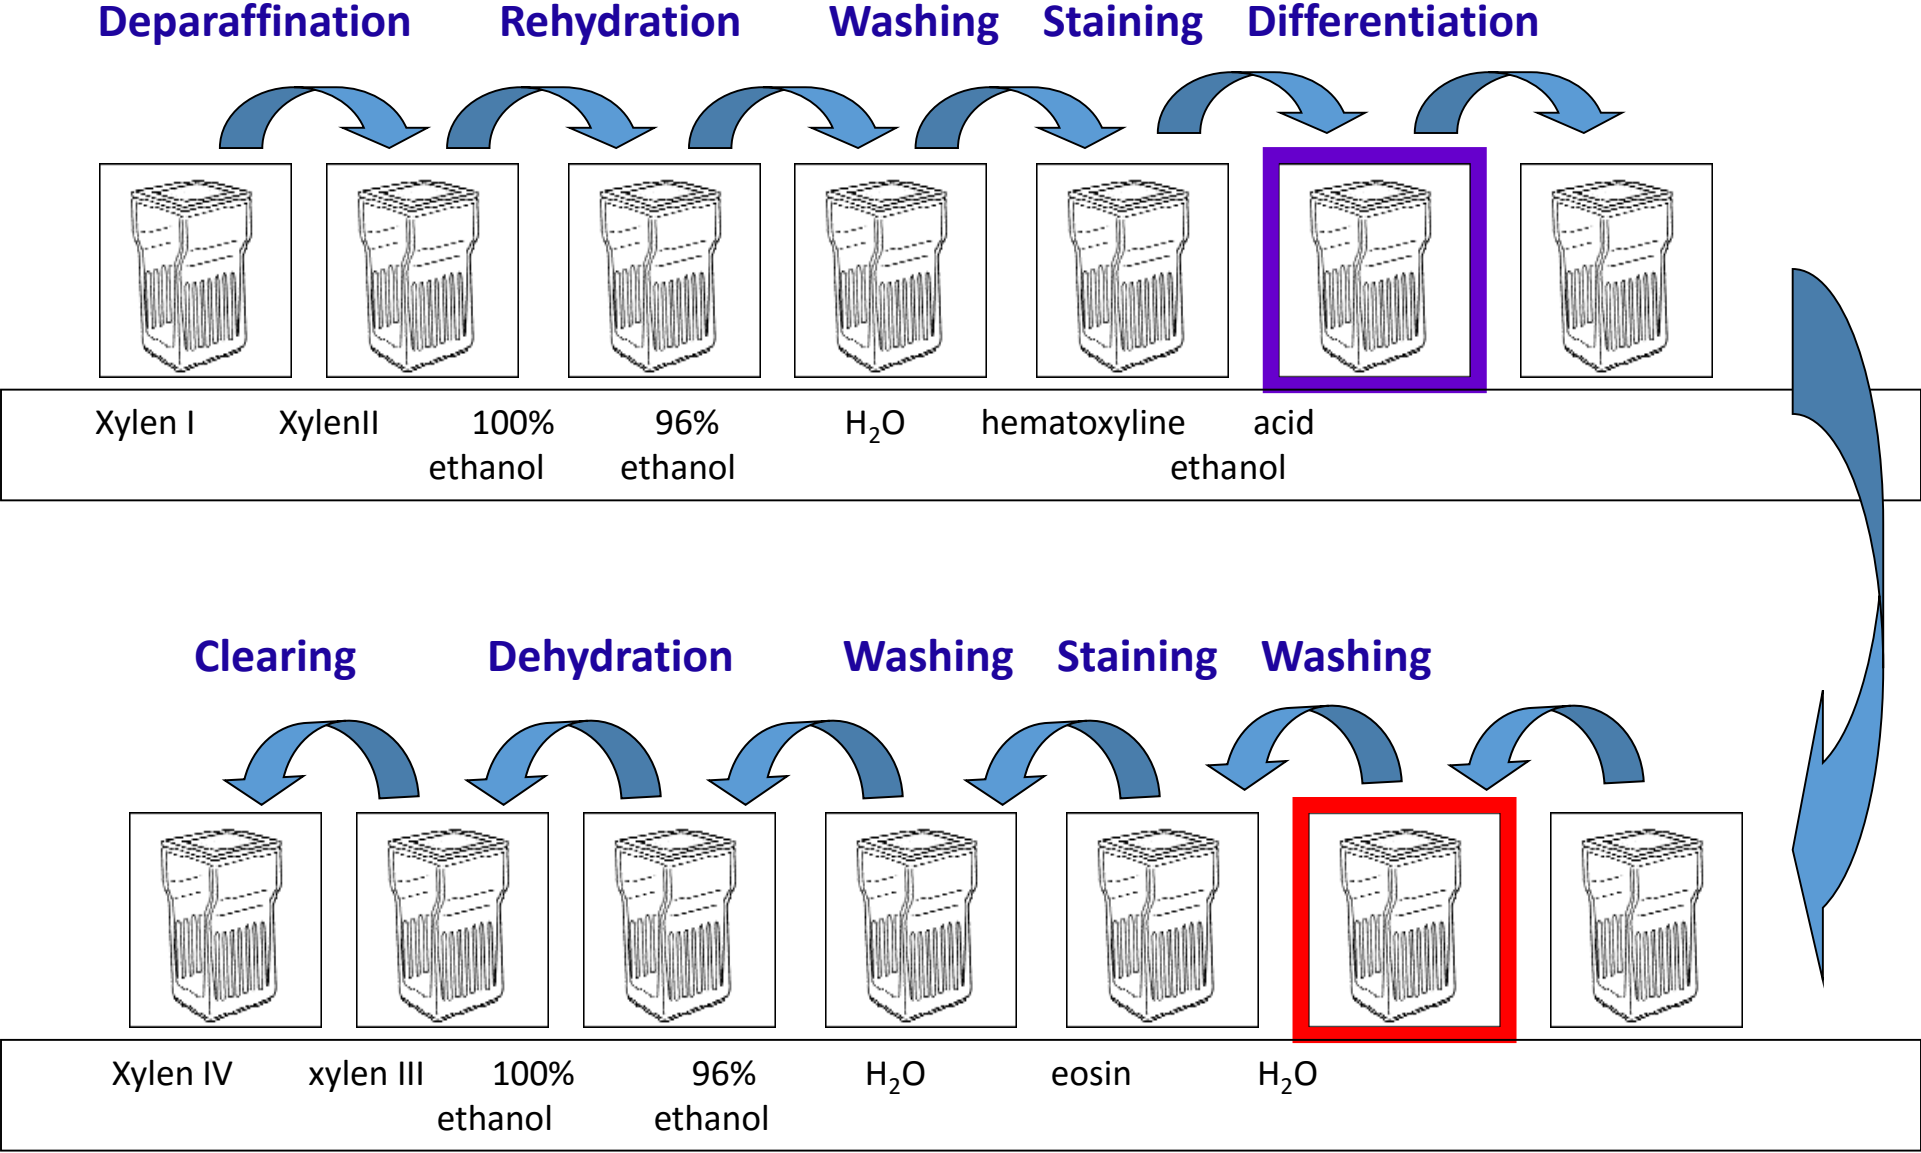 Deparaffination Rehydration Washing Staining Differentiation
Xylen I XylenII 100% 96% H₂O hematoxyline acid
ethanol ethanol ethanol
Clearing Dehydration Washing Staining Washing
Xylen IV xylen III 100% 96% H₂O eosin H₂O
ethanol ethanol